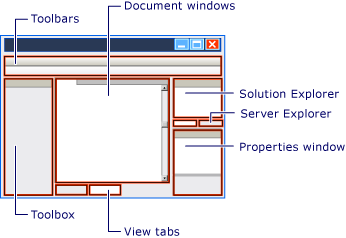 Document windows
Toolbars
Solution Explorer
Server Explorer
Properties window
Toolbox
View tabs